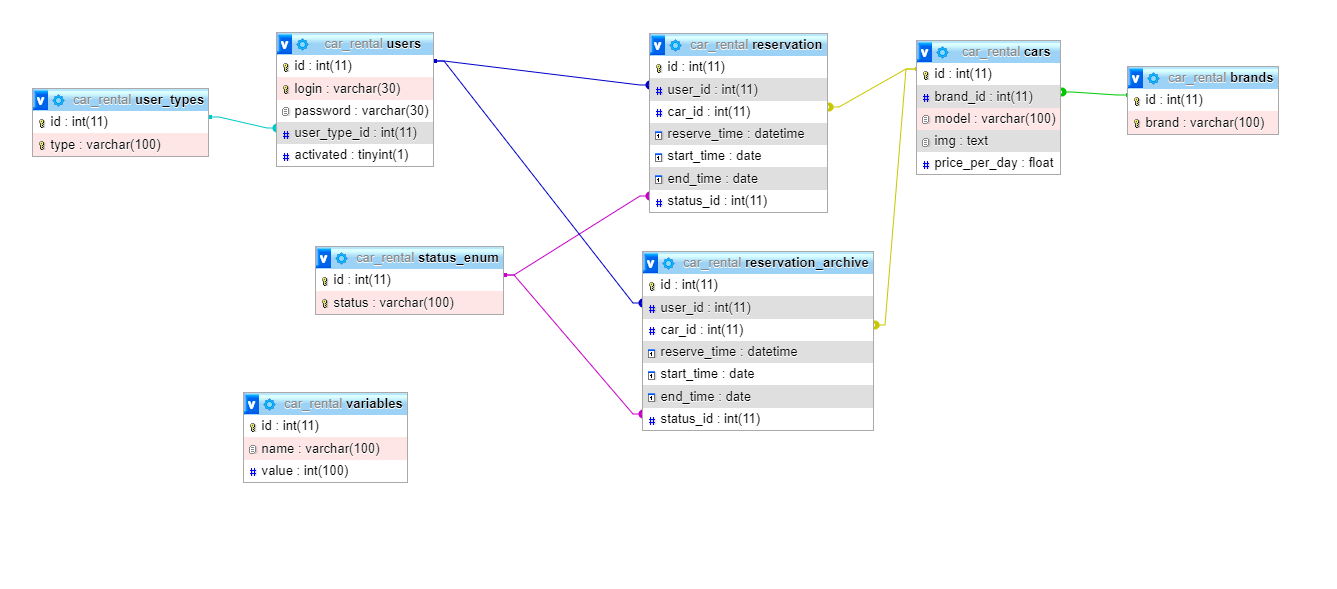 car_rental user_types
id : int(11)
type : varchar(100)
car_rental users
id : int(11)
login : varchar(30)
password : varchar(30)
user_type_id : int(11)
activated : tinyint(1)
car_rental reservation
id : int(11)
user_id : int(11)
car_id : int(11)
reserve_time : datetime
start_time : date
end_time : date
status_id : int(11)
car_rental cars
id : int(11)
brand_id : int(11)
model : varchar(100)
img : text
price_per_day : float
car_rental brands
id : int(11)
brand : varchar(100)
car_rental status_enum
id : int(11)
status : varchar(100)
car_rental reservation_archive
id : int(11)
user_id : int(11)
car_id : int(11)
reserve_time : datetime
start_time : date
end_time : date
status_id : int(11)
car_rental variables
id : int(11)
name : varchar(100)
value : int(100)